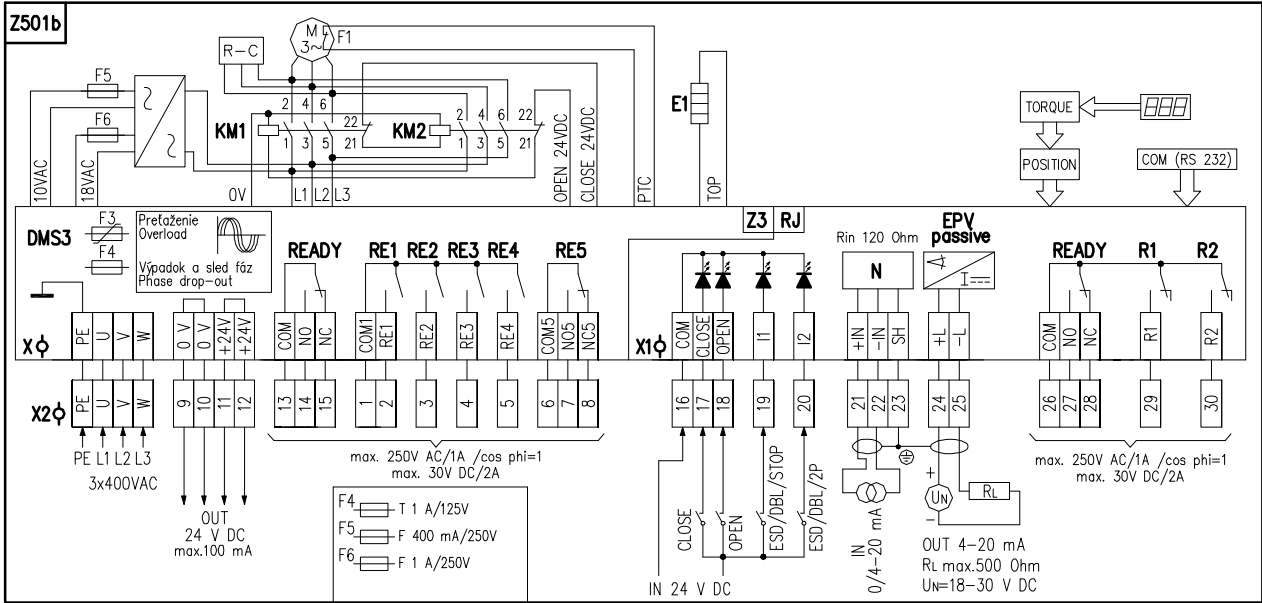 Z501b
M
3~
F1
R-C
F5
F6
2 4 6
KM1
1 3 5
22
21
KM2
2 4 6
1 3 5
22
21
E1
TORQUE
POSITION
COM (RS 232)
10VAC
18VAC
0V
L1 L2 L3
OPEN 24VDC
CLOSE 24VDC
PTC
TOP
DMS3
F3
F4
Preťaženie
Overload
Výpadok a sled fáz
Phase drop-out
READY
RE1 RE2 RE3 RE4
RE5
Z3 RJ
Rin 120 Ohm
N
EPV
passive
I
READY
R1
R2
X
PE U V W
0 V 0 V +24V +24V
COM NO NC
COM1 RE1 RE2 RE3 RE4
COM5 NO5 NC5
X1
COM CLOSE OPEN I1 I2
+IN -IN SH
+L -L
COM NO NC R1 R2
X2
PE U V W
9 10 11 12
13 14 15
1 2 3 4 5
6 7 8
16 17 18 19 20
21 22 23
24 25
26 27 28 29 30
PE L1 L2 L3
3x400VAC
OUT
24 V DC
max.100 mA
max. 250V AC/1A /cos phi=1
max. 30V DC/2A
F4 T 1 A/125V
F5 F 400 mA/250V
F6 F 1 A/250V
CLOSE
OPEN
ESD/DBL/STOP
ESD/DBL/2P
IN 24 V DC
IN
0/4-20 mA
+
UN
-
RL
OUT 4-20 mA
RL max.500 Ohm
UN=18-30 V DC
max. 250V AC/1A /cos phi=1
max. 30V DC/2A